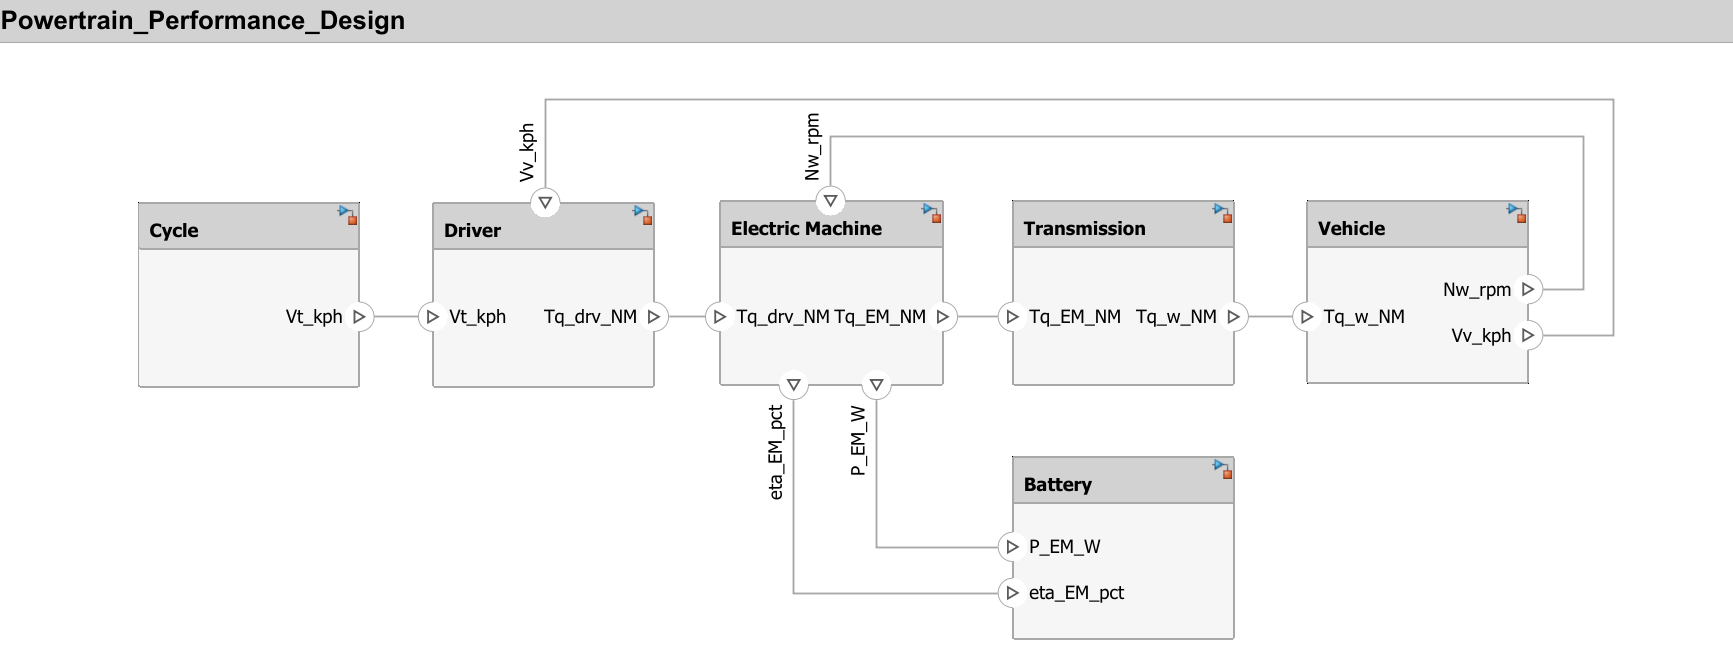 Powertrain_Performance_Design
Vv_kph
Nw_rpm
Cycle
Vt_kph
Driver
Vt_kph
Tq_drv_NM
Electric Machine
Tq_drv_NM
Tq_EM_NM
eta_EM_pct
P_EM_W
Transmission
Tq_EM_NM
Tq_w_NM
Vehicle
Tq_w_NM
Nw_rpm
Vv_kph
Battery
P_EM_W
eta_EM_pct